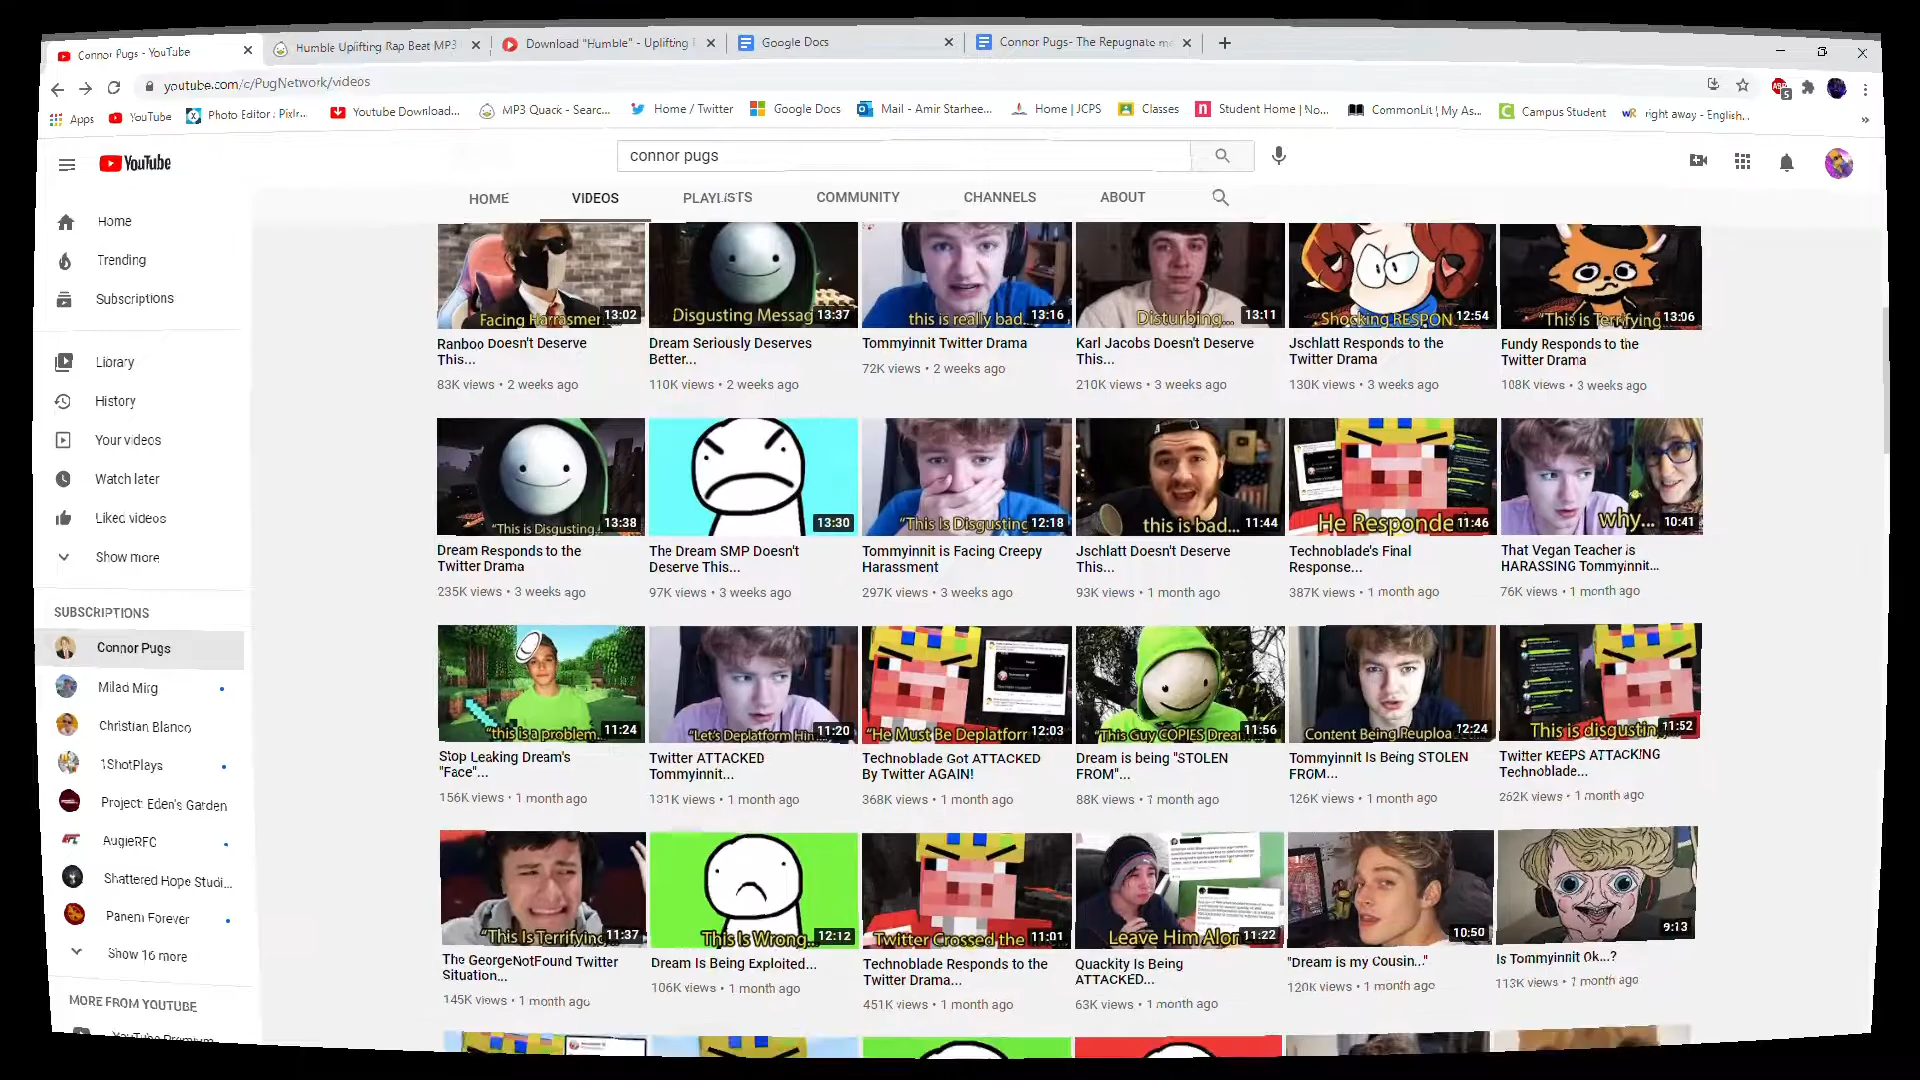 Connor Pugs - YouTube
Humble Uplifting Rap Beat MP3
Download "Humble" - Uplifting
Google Docs
Connor Pugs- The Repugnate m
youtube.com/c/PugNetwork/videos
Apps
YouTube
Photo Editor : Pixlr...
Youtube Download...
MP3 Quack - Searc...
Home / Twitter
Google Docs
Mail - Amir Starhee...
Home | JCPS
Classes
Student Home | No...
CommonLit | My As...
Campus Student
right away - English...
YouTube
connor pugs
HOME
VIDEOS
PLAYLISTS
COMMUNITY
CHANNELS
ABOUT
Home
Trending
Subscriptions
Library
History
Your videos
Watch later
Liked videos
Show more
SUBSCRIPTIONS
Connor Pugs
Milad Mirg
Christian Blanco
1ShotPlays
Project: Eden's Garden
AugieRFC
Shattered Hope Studi...
Panem Forever
Show 16 more
MORE FROM YOUTUBE
YouTube Premium
Facing Harrasmen
13:02
Disgusting Messag
13:37
this is really bad...
13:16
Disturbing...
13:11
Shocking RESPON
12:54
"This is Terrifying
13:06
Ranboo Doesn't Deserve This...
83K views • 2 weeks ago
Dream Seriously Deserves Better...
110K views • 2 weeks ago
Tommyinnit Twitter Drama
72K views • 2 weeks ago
Karl Jacobs Doesn't Deserve This...
210K views • 3 weeks ago
Jschlatt Responds to the Twitter Drama
130K views • 3 weeks ago
Fundy Responds to the Twitter Drama
108K views • 3 weeks ago
"This is Disgusting
13:38
13:30
"This Is Disgusting
12:18
this is bad...
11:44
He Responde
11:46
why...
10:41
Dream Responds to the Twitter Drama
235K views • 3 weeks ago
The Dream SMP Doesn't Deserve This...
97K views • 3 weeks ago
Tommyinnit is Facing Creepy Harassment
297K views • 3 weeks ago
Jschlatt Doesn't Deserve This...
93K views • 1 month ago
Technoblade's Final Response...
387K views • 1 month ago
That Vegan Teacher is HARASSING Tommyinnit...
76K views • 1 month ago
"this is a problem
11:24
"Let's Deplatform Him
11:20
"He Must Be Deplatform
12:03
"This Guy COPIES Drea
11:56
Content Being Reuploa
12:24
This is disgusting
11:52
Stop Leaking Dream's "Face"...
156K views • 1 month ago
Twitter ATTACKED Tommyinnit...
131K views • 1 month ago
Technoblade Got ATTACKED By Twitter AGAIN!
368K views • 1 month ago
Dream is being "STOLEN FROM"...
88K views • 1 month ago
Tommyinnit Is Being STOLEN FROM...
126K views • 1 month ago
Twitter KEEPS ATTACKING Technoblade...
262K views • 1 month ago
"This Is Terrifying
11:37
This Is Wrong...
12:12
Twitter Crossed the
11:01
Leave Him Alon
11:22
10:50
9:13
The GeorgeNotFound Twitter Situation...
145K views • 1 month ago
Dream Is Being Exploited...
106K views • 1 month ago
Technoblade Responds to the Twitter Drama...
451K views • 1 month ago
Quackity Is Being ATTACKED...
63K views • 1 month ago
"Dream is my Cousin..."
120K views • 1 month ago
Is Tommyinnit Ok...?
113K views • 1 month ago